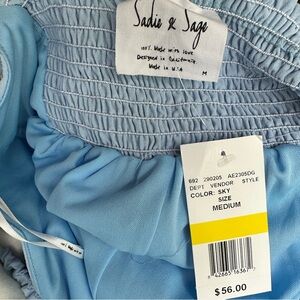 Sadie & Sage
100% Made with love
Designed in California
Made in U.S.A
M
692 290205 AE2305DG
DEPT VENDOR STYLE
COLOR: SKY
SIZE
MEDIUM
$56.00